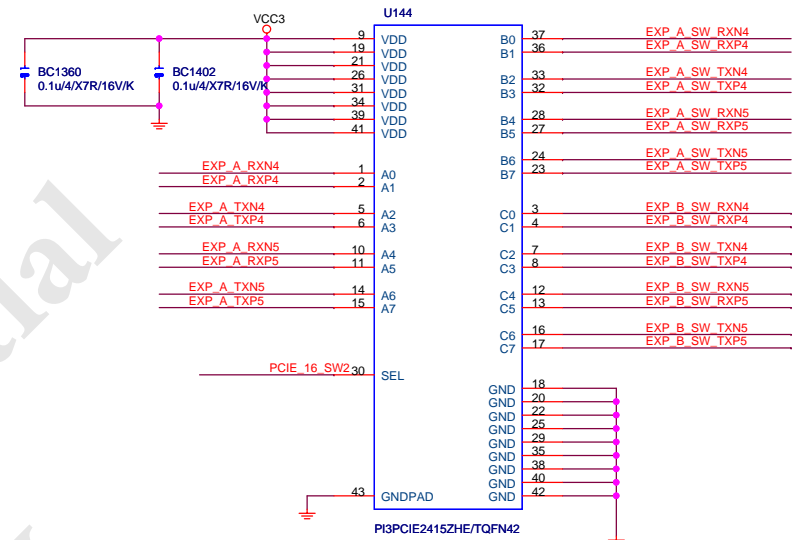 U144
VCC3
9 VDD B0 37 EXP_A_SW_RXN4
19 VDD B1 36 EXP_A_SW_RXP4
21 VDD
26 VDD B2 33 EXP_A_SW_TXN4
31 VDD B3 32 EXP_A_SW_TXP4
34 VDD
39 VDD B4 28 EXP_A_SW_RXN5
41 VDD B5 27 EXP_A_SW_RXP5
BC1360
0.1u/4/X7R/16V/K
BC1402
0.1u/4/X7R/16V/K
B6 24 EXP_A_SW_TXN5
EXP_A_RXN4 1 A0 B7 23 EXP_A_SW_TXP5
EXP_A_RXP4 2 A1
EXP_A_TXN4 5 A2 C0 3 EXP_B_SW_RXN4
EXP_A_TXP4 6 A3 C1 4 EXP_B_SW_RXP4
EXP_A_RXN5 10 A4 C2 7 EXP_B_SW_TXN4
EXP_A_RXP5 11 A5 C3 8 EXP_B_SW_TXP4
EXP_A_TXN5 14 A6 C4 12 EXP_B_SW_RXN5
EXP_A_TXP5 15 A7 C5 13 EXP_B_SW_RXP5
C6 16 EXP_B_SW_TXN5
C7 17 EXP_B_SW_TXP5
PCIE_16_SW2 30 SEL
GND 18
GND 20
GND 22
GND 25
GND 29
GND 35
GND 38
GND 40
43 GNDPAD GND 42
PI3PCIE2415ZHE/TQFN42